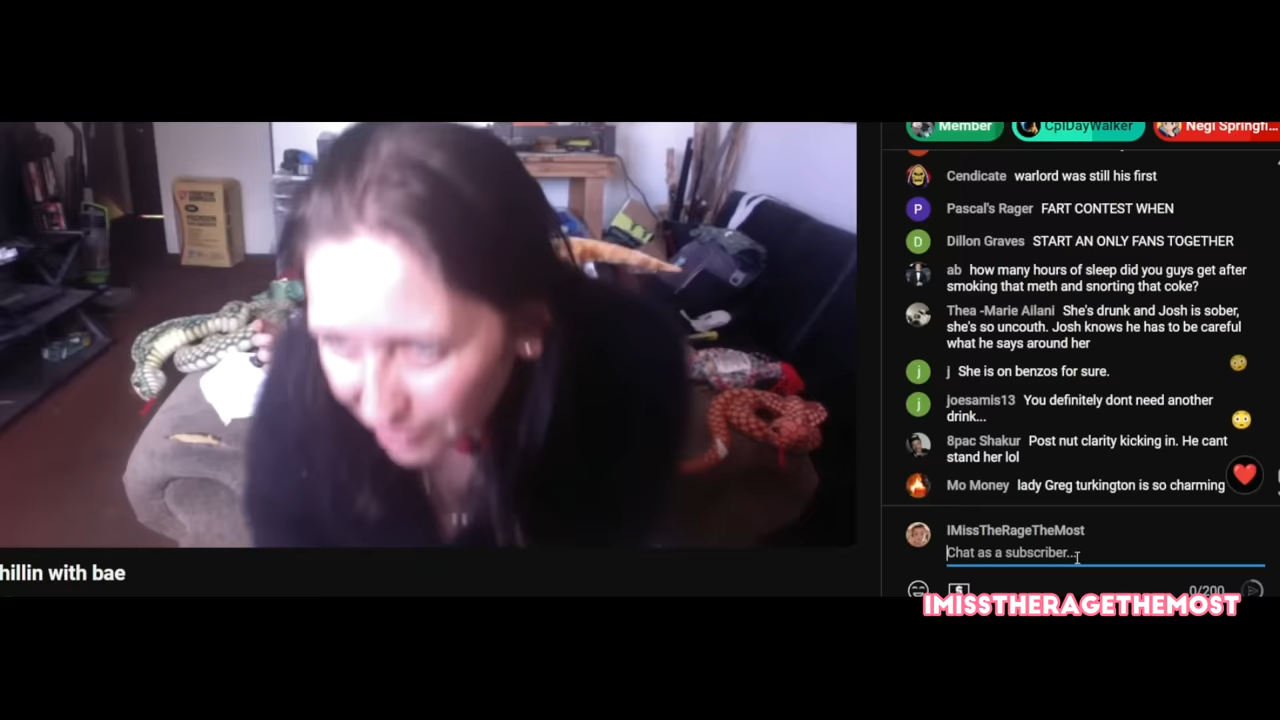 Member
CplDayWalker
Negi Springfi...
Cendicate warlord was still his first
Pascal's Rager FART CONTEST WHEN
Dillon Graves START AN ONLY FANS TOGETHER
ab how many hours of sleep did you guys get after
smoking that meth and snorting that coke?
Thea -Marie Ailani She's drunk and Josh is sober,
she's so uncouth. Josh knows he has to be careful
what he says around her
j j She is on benzos for sure.
joesamis13 You definitely dont need another
drink...
8pac Shakur Post nut clarity kicking in. He cant
stand her lol
Mo Money lady Greg turkington is so charming
IMissTheRageTheMost
Chat as a subscriber...
0/200
hillin with bae
IMISSTHERAGETHEMOST